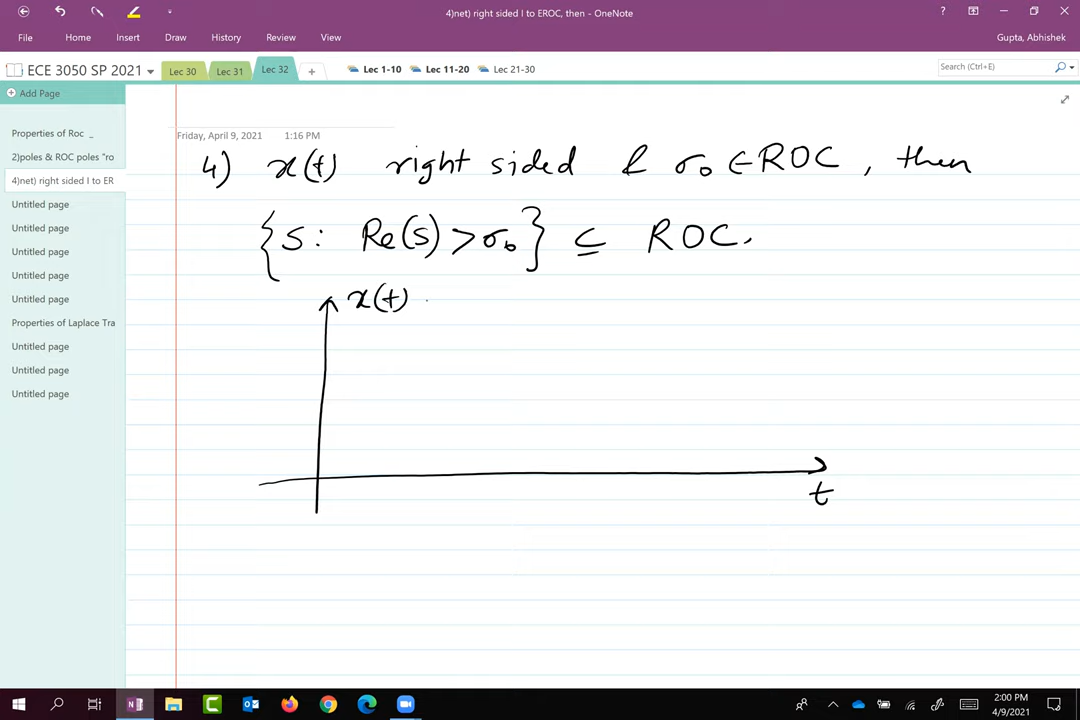 4)net) right sided I to EROC, then - OneNote
File Home Insert Draw History Review View
Gupta, Abhishek
ECE 3050 SP 2021
Lec 30 Lec 31 Lec 32 + Lec 1-10 Lec 11-20 Lec 21-30
Search (Ctrl+E)
Add Page
Properties of Roc _
2)poles & ROC poles "ro
4)net) right sided I to ER
Untitled page
Untitled page
Untitled page
Untitled page
Untitled page
Properties of Laplace Tra
Untitled page
Untitled page
Untitled page
Friday, April 9, 2021 1:16 PM
4) x(t) right sided & σ₀ ∈ ROC, then
{s: Re(s) > σ₀} ⊆ ROC.
x(t)
t
2:00 PM
4/9/2021